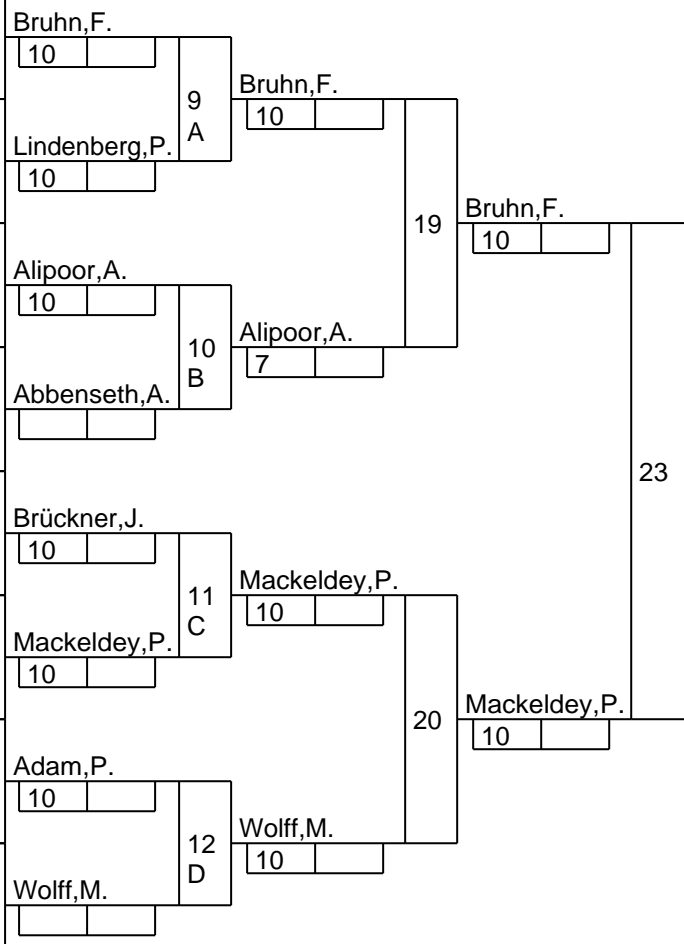 Bruhn,F.
10
Bruhn,F.
9
10
A
Lindenberg,P.
10
Bruhn,F.
19
10
Alipoor,A.
10
Alipoor,A.
10
7
B
Abbenseth,A.
23
Brückner,J.
10
Mackeldey,P.
11
10
C
Mackeldey,P.
10
Mackeldey,P.
20
10
Adam,P.
10
Wolff,M.
12
10
D
Wolff,M.